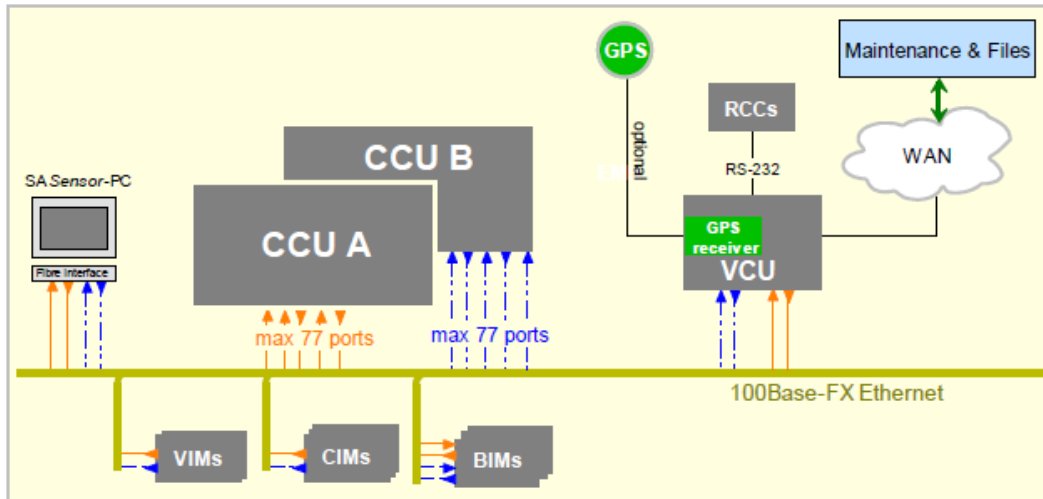 GPS
Maintenance & Files
RCCs
optional
WAN
CCU B
SA Sensor-PC
RS-232
CCU A
GPS
receiver
VCU
Fibre Interface
max 77 ports
max 77 ports
100Base-FX Ethernet
VIMs
CIMs
BIMs